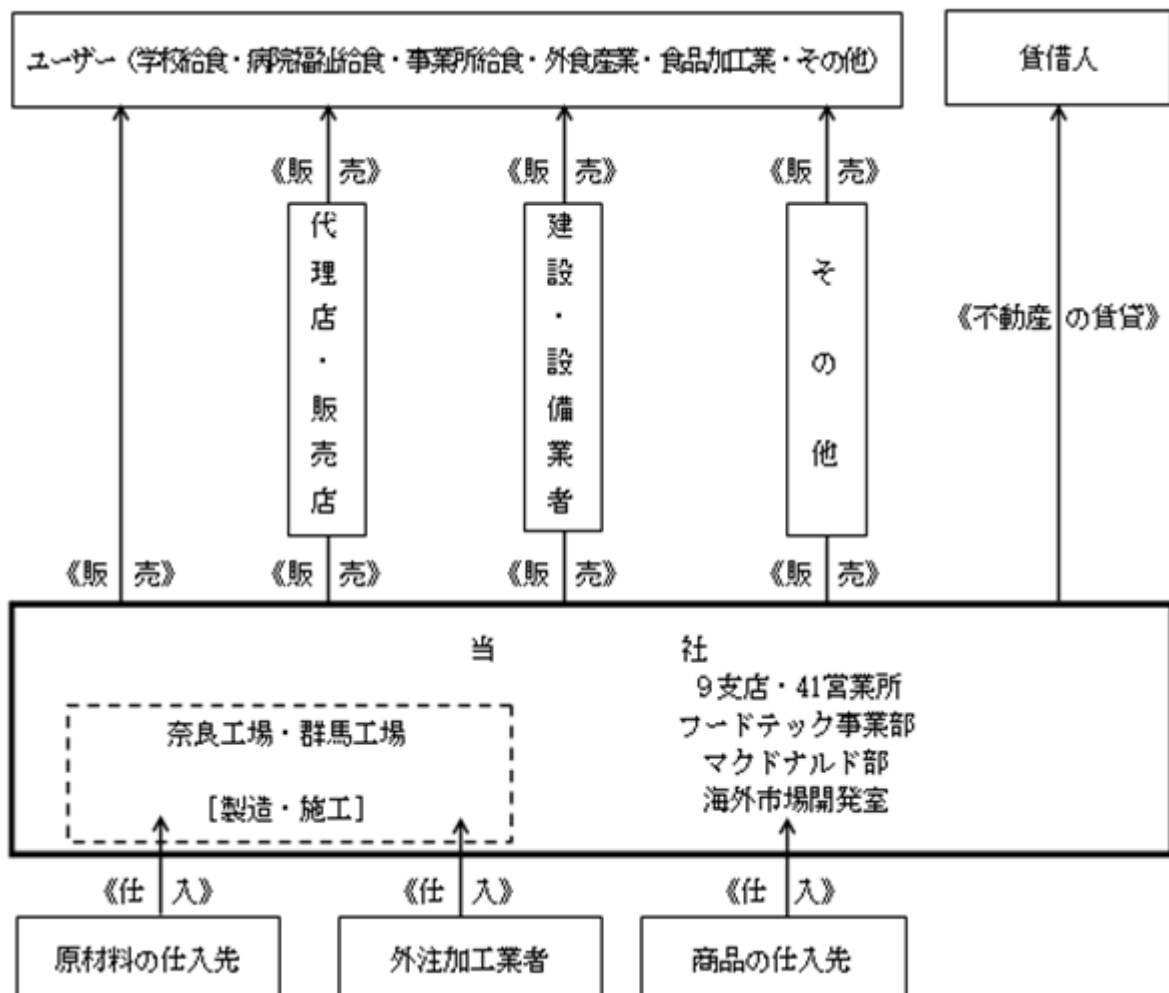 ユーザー（学校給食・病院福祉給食・事業所給食・外食産業・食品加工業・その他）
賃借人
《販 売》
《販 売》
《販 売》
代理店・販売店
建設・設備業者
その他
《不動産 の賃貸》
《販 売》
《販 売》
《販 売》
《販 売》
当 社
9支店・41営業所
フードテック事業部
マクドナルド部
海外市場開発室
奈良工場・群馬工場
[製造・施工]
《仕 入》
《仕 入》
《仕 入》
原材料の仕入先
外注加工業者
商品の仕入先